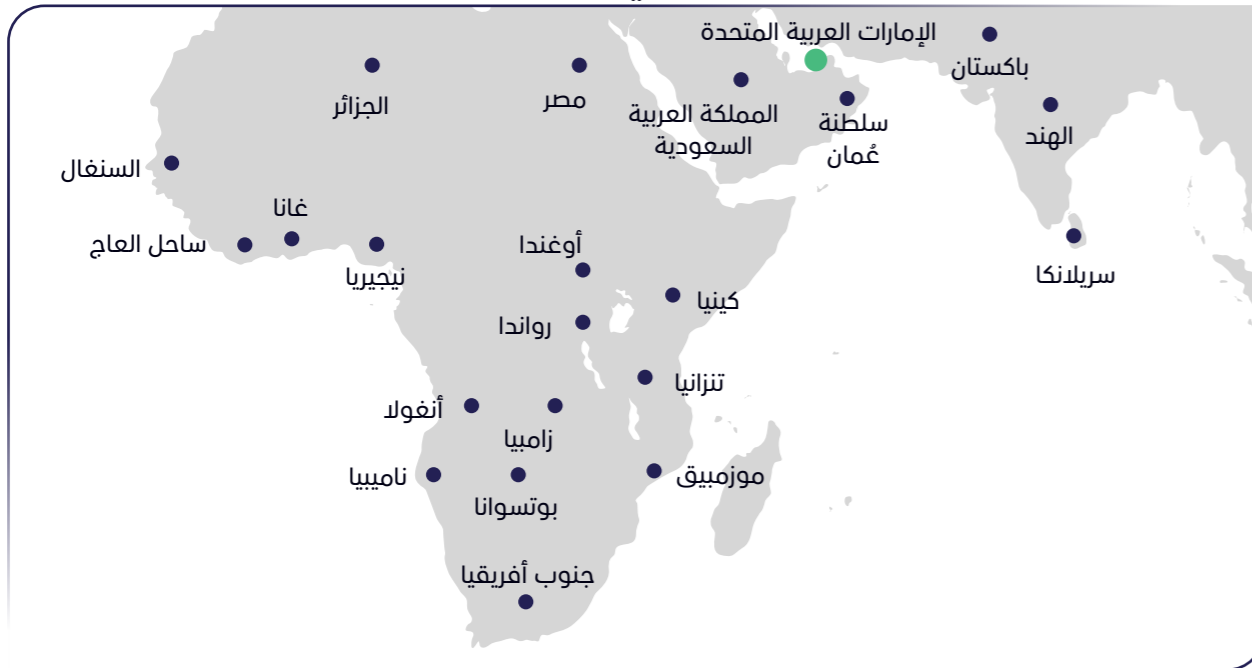 الإمارات العربية المتحدة
باكستان
الجزائر
مصر
المملكة العربية
السعودية
سلطنة
عُمان
الهند
السنغال
غانا
ساحل العاج
نيجيريا
أوغندا
كينيا
سريلانكا
رواندا
تنزانيا
أنغولا
زامبيا
ناميبيا
بوتسوانا
موزمبيق
جنوب أفريقيا